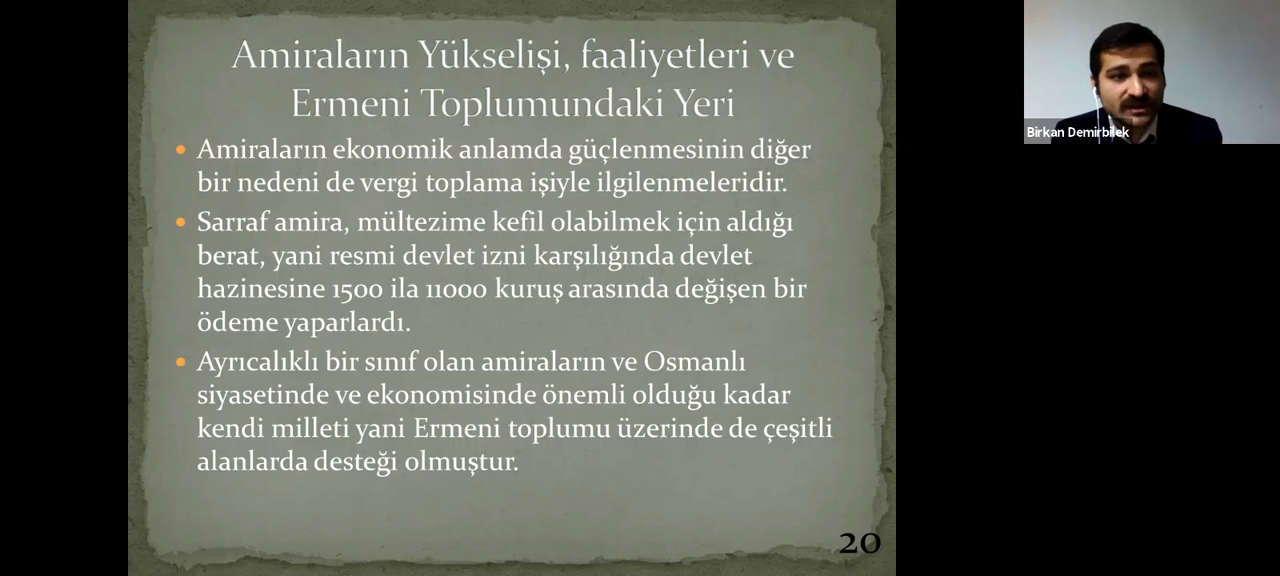 Amiraların Yükselişi, faaliyetleri ve
Ermeni Toplumundaki Yeri
• Amiraların ekonomik anlamda güçlenmesinin diğer
bir nedeni de vergi toplama işiyle ilgilenmeleridir.
• Sarraf amira, mültezime kefil olabilmek için aldığı
berat, yani resmi devlet izni karşılığında devlet
hazinesine 1500 ila 11000 kuruş arasında değişen bir
ödeme yaparlardı.
• Ayrıcalıklı bir sınıf olan amiraların ve Osmanlı
siyasetinde ve ekonomisinde önemli olduğu kadar
kendi milleti yani Ermeni toplumu üzerinde de çeşitli
alanlarda desteği olmuştur.
20
Birkan Demirbilek